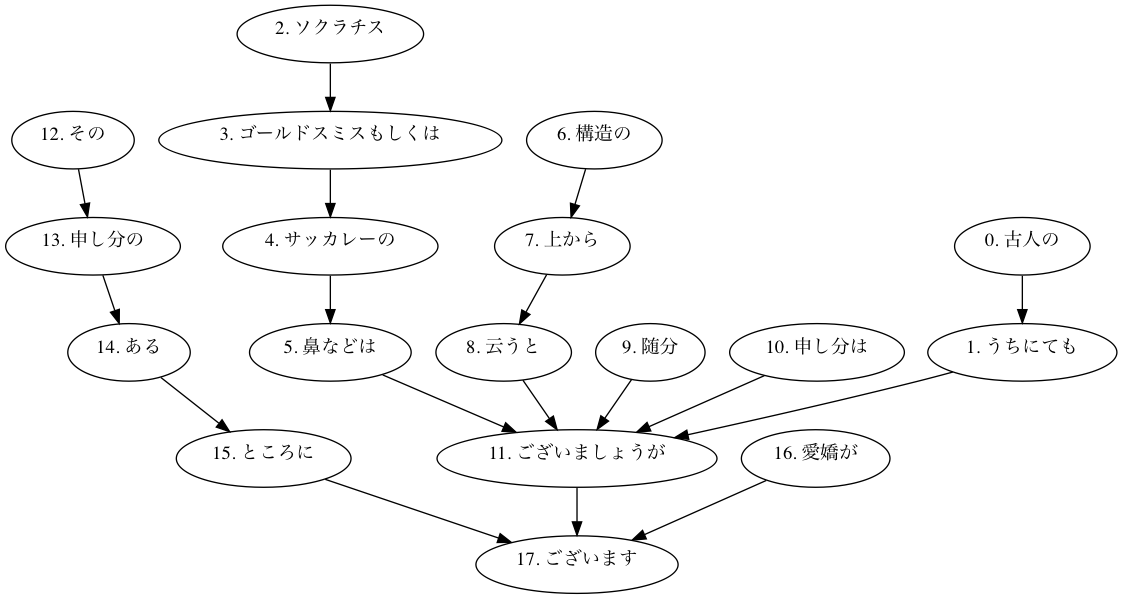 2. ソクラチス
12. その
3. ゴールドスミスもしくは
6. 構造の
13. 申し分の
4. サッカレーの
7. 上から
0. 古人の
14. ある
5. 鼻などは
8. 云うと
9. 随分
10. 申し分は
1. うちにても
15. ところに
11. ございましょうが
16. 愛嬌が
17. ございます